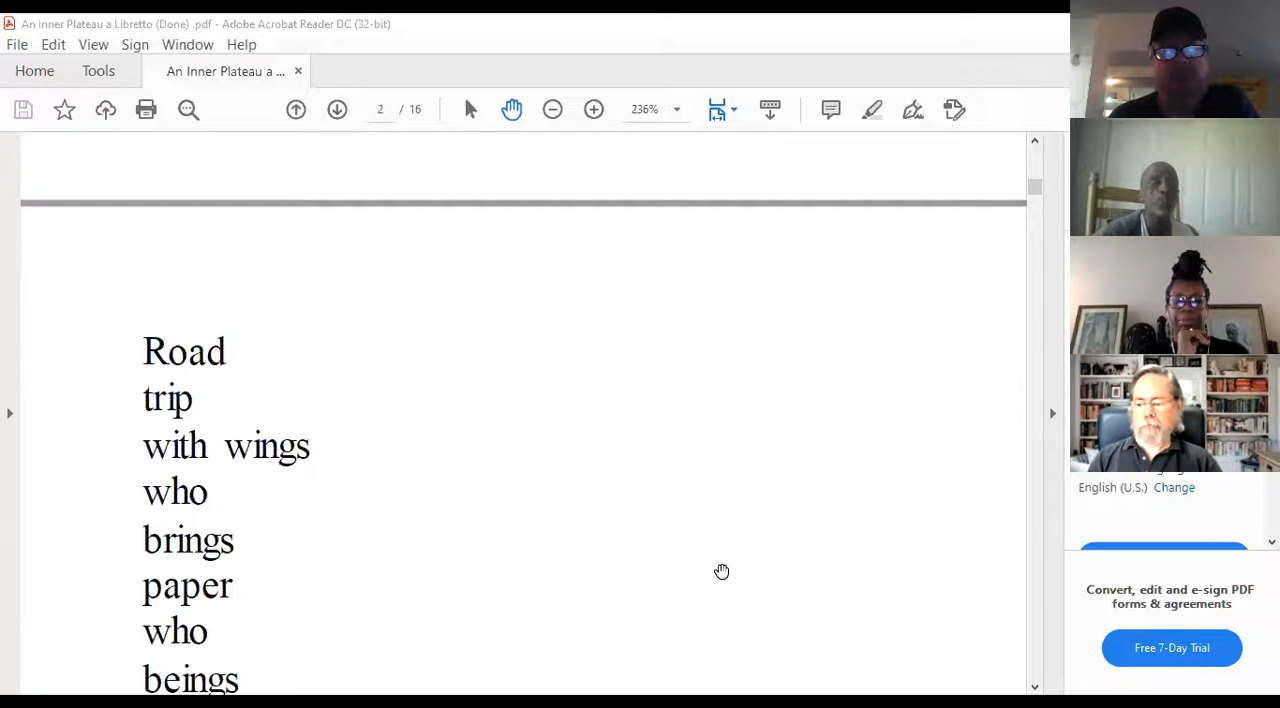 An Inner Plateau a Libretto (Done) .pdf - Adobe Acrobat Reader DC (32-bit)
File Edit View Sign Window Help
Home Tools An Inner Plateau a ... ×
2 / 16 236%
Road
trip
with wings
who
brings
paper
who
beings
English (U.S.) Change
Convert, edit and e-sign PDF
forms & agreements
Free 7-Day Trial